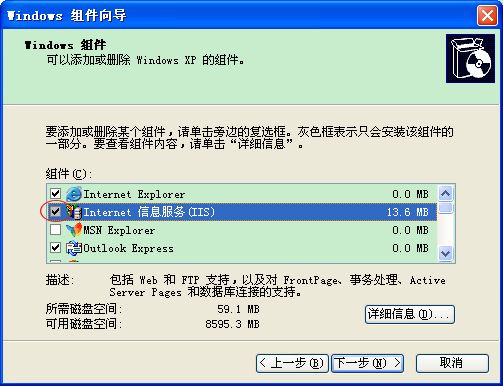 Windows 组件向导
Windows 组件
可以添加或删除 Windows XP 的组件。
要添加或删除某个组件，请单击旁边的复选框。灰色框表示只会安装该组件的
一部分。要查看组件内容，请单击“详细信息”。
组件(C):
Internet Explorer 0.0 MB
Internet 信息服务(IIS) 13.6 MB
MSN Explorer 0.0 MB
Outlook Express 0.0 MB
描述: 包括 Web 和 FTP 支持，以及对 FrontPage、事务处理、Active
Server Pages 和数据库连接的支持。
所需磁盘空间: 59.1 MB
可用磁盘空间: 8595.3 MB
详细信息(D)...
< 上一步(B) 下一步(N) > 取消